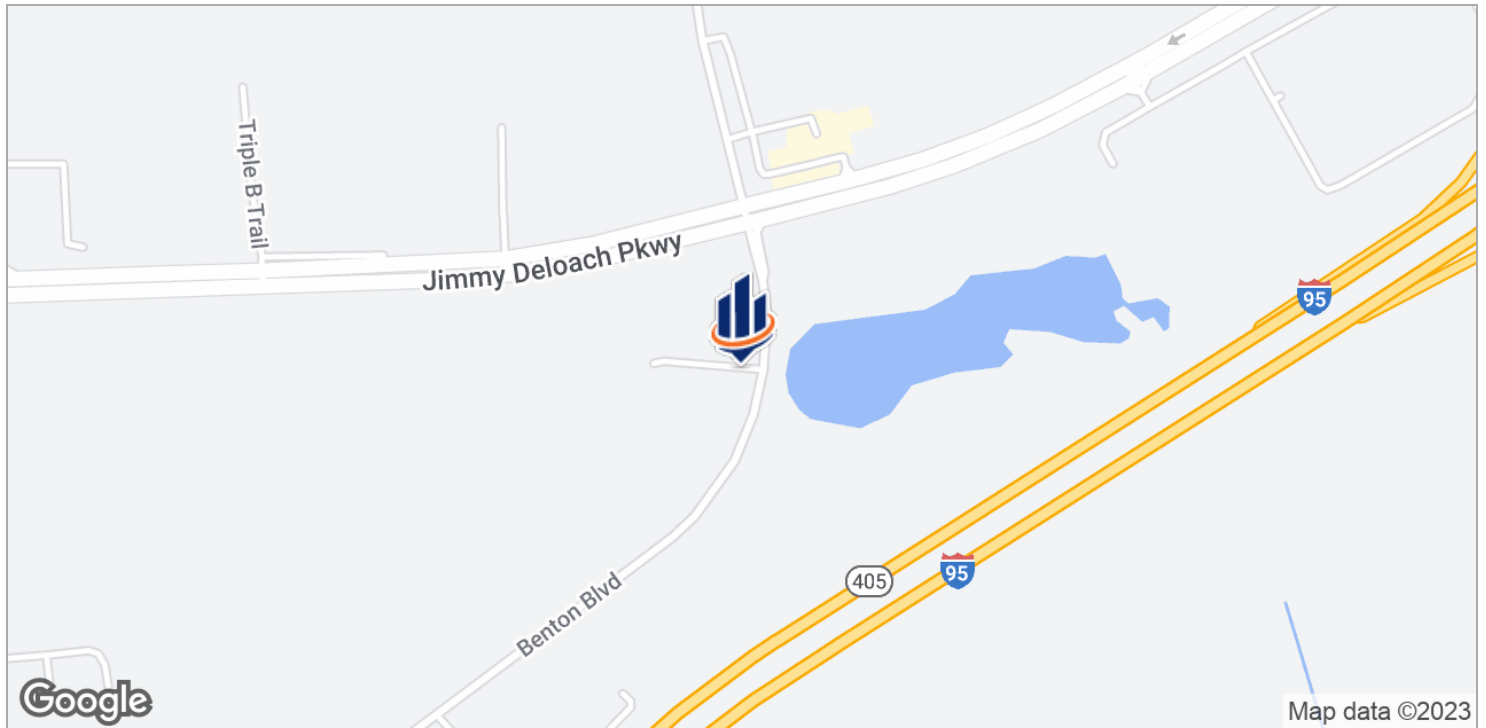 Triple B Trail
Jimmy Deloach Pkwy
95
95
405
Benton Blvd
Google
Map data ©2023